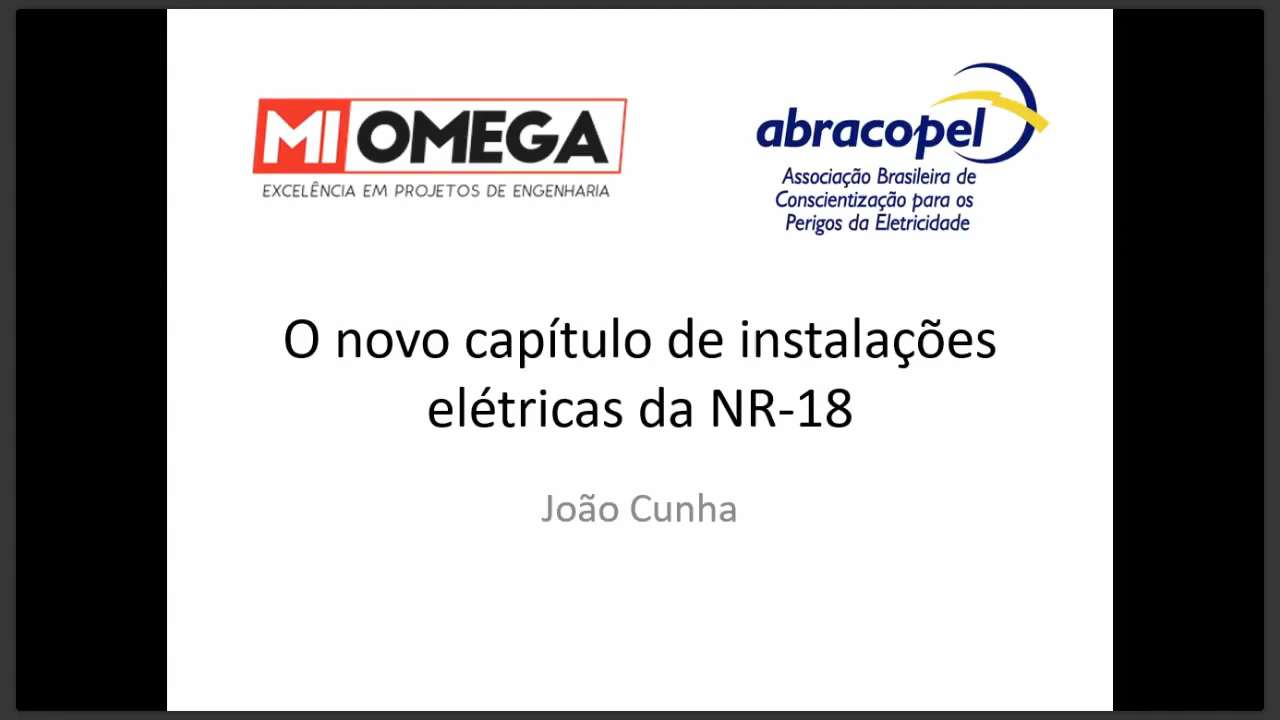 MI OMEGA
EXCELÊNCIA EM PROJETOS DE ENGENHARIA
abracopel
Associação Brasileira de
Conscientização para os
Perigos da Eletricidade
O novo capítulo de instalações
elétricas da NR-18
João Cunha